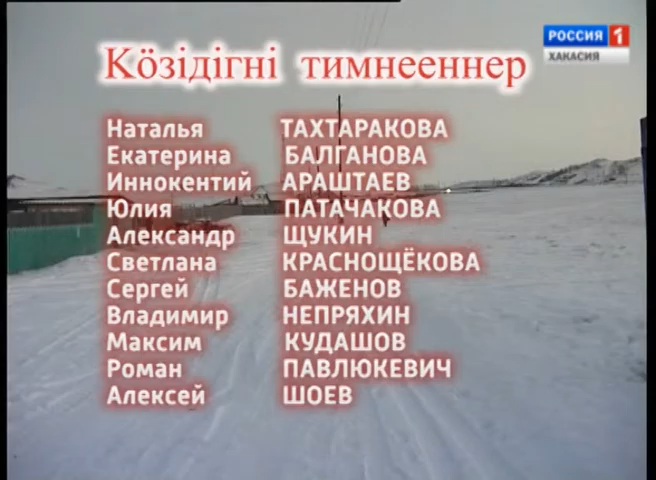 Кӧзідігні тимнееннер
РОССИЯ 1
ХАКАСИЯ
Наталья ТАХТАРАКОВА
Екатерина БАЛГАНОВА
Иннокентий АРАШТАЕВ
Юлия ПАТАЧАКОВА
Александр ЩУКИН
Светлана КРАСНОЩЁКОВА
Сергей БАЖЕНОВ
Владимир НЕПРЯХИН
Максим КУДАШОВ
Роман ПАВЛЮКЕВИЧ
Алексей ШОЕВ